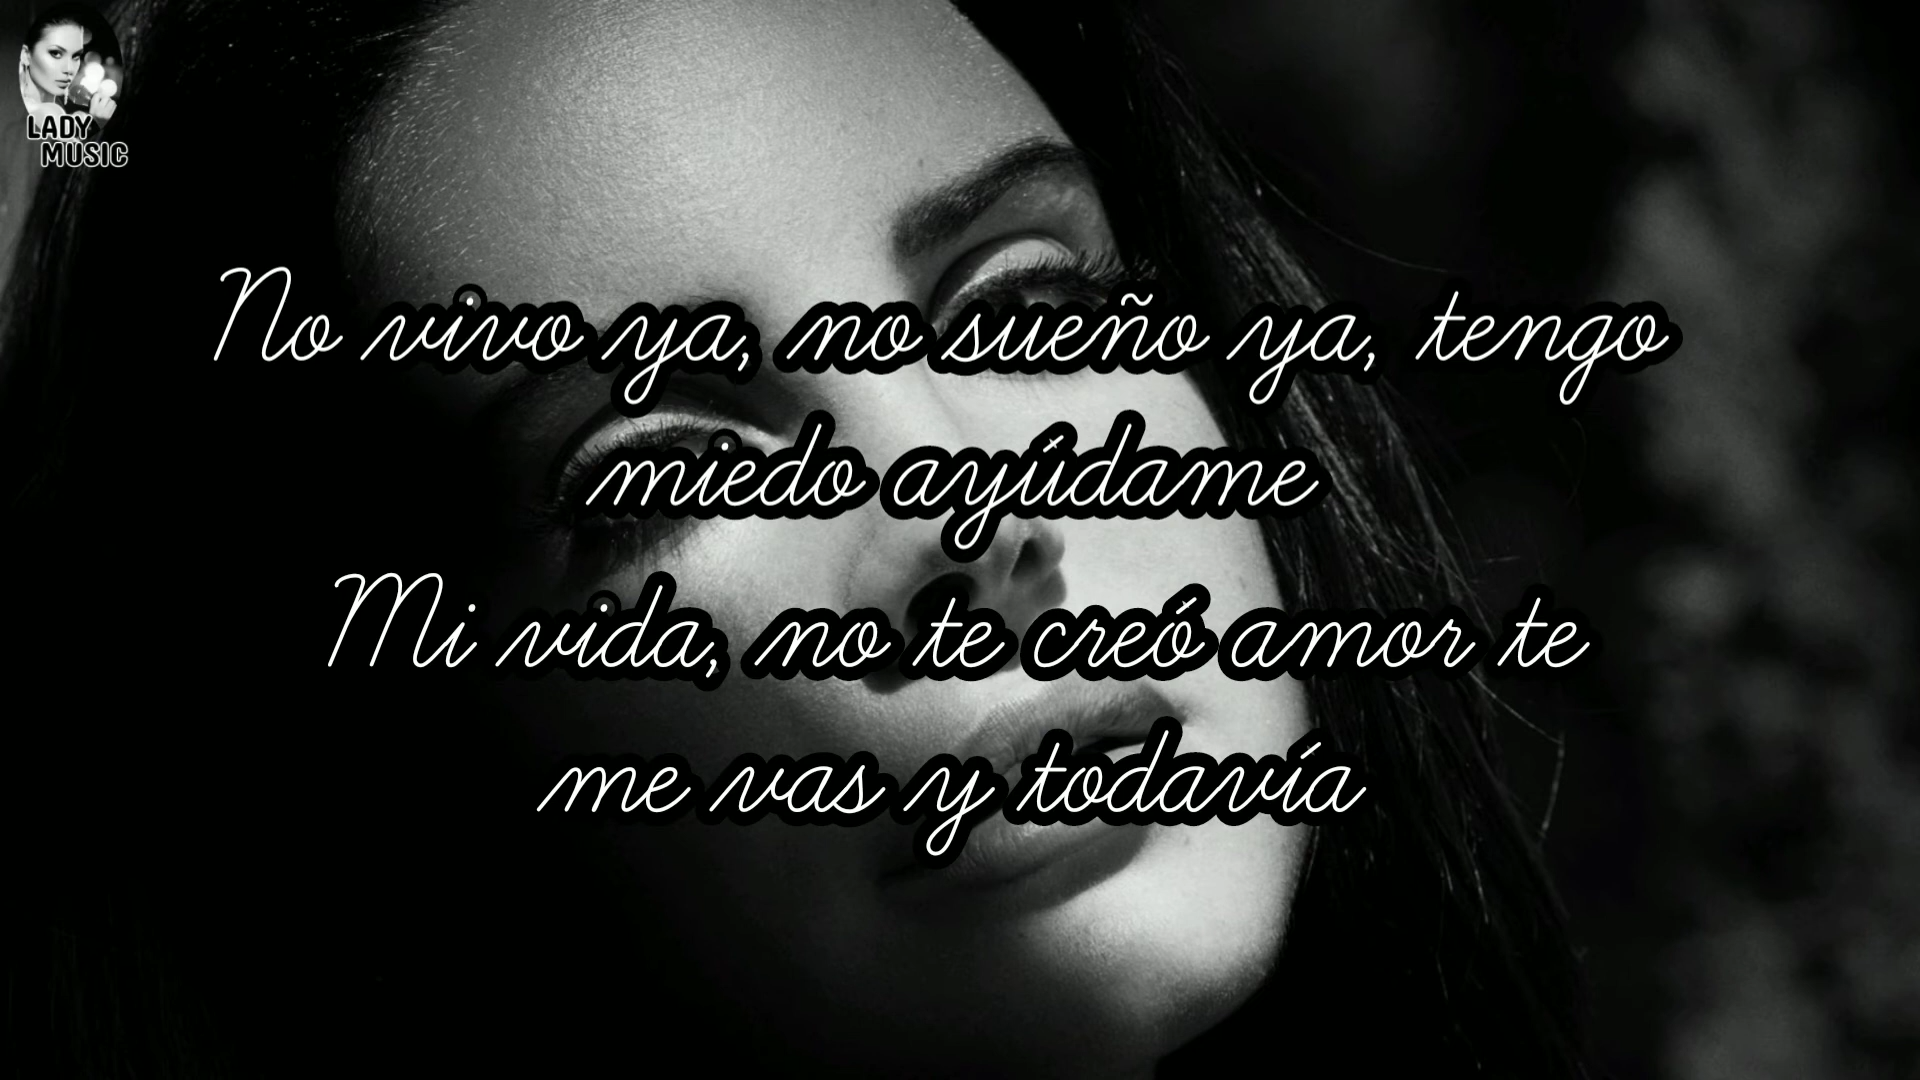 LADY
MUSIC
No vivo ya, no sueño ya, tengo
miedo ayúdame
Mi vida, no te creó amor te
me vas y todavía